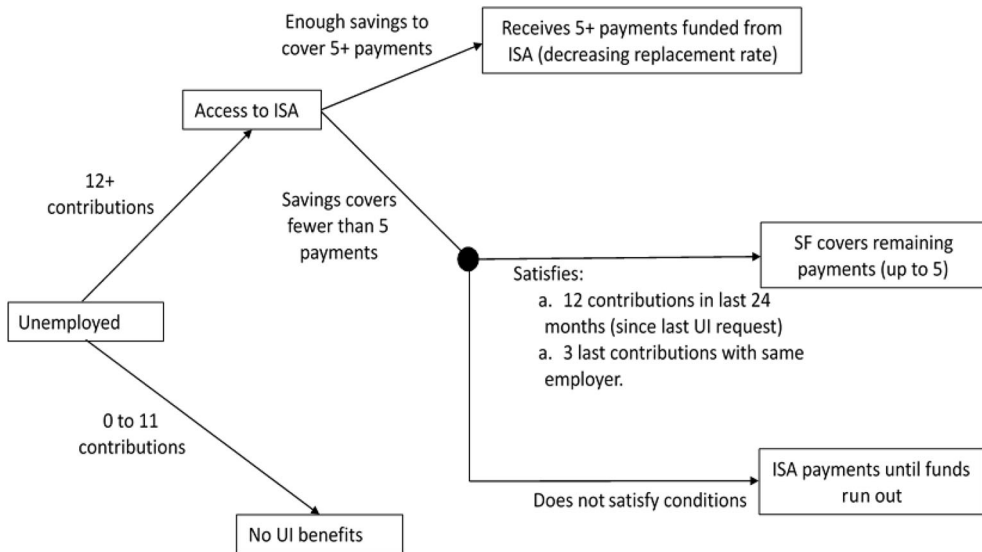 Enough savings to
cover 5+ payments
Receives 5+ payments funded from
ISA (decreasing replacement rate)
Access to ISA
12+
contributions
Savings covers
fewer than 5
payments
SF covers remaining
payments (up to 5)
Satisfies:
a. 12 contributions in last 24
months (since last UI request)
a. 3 last contributions with same
employer.
Unemployed
0 to 11
contributions
ISA payments until funds
run out
Does not satisfy conditions
No UI benefits